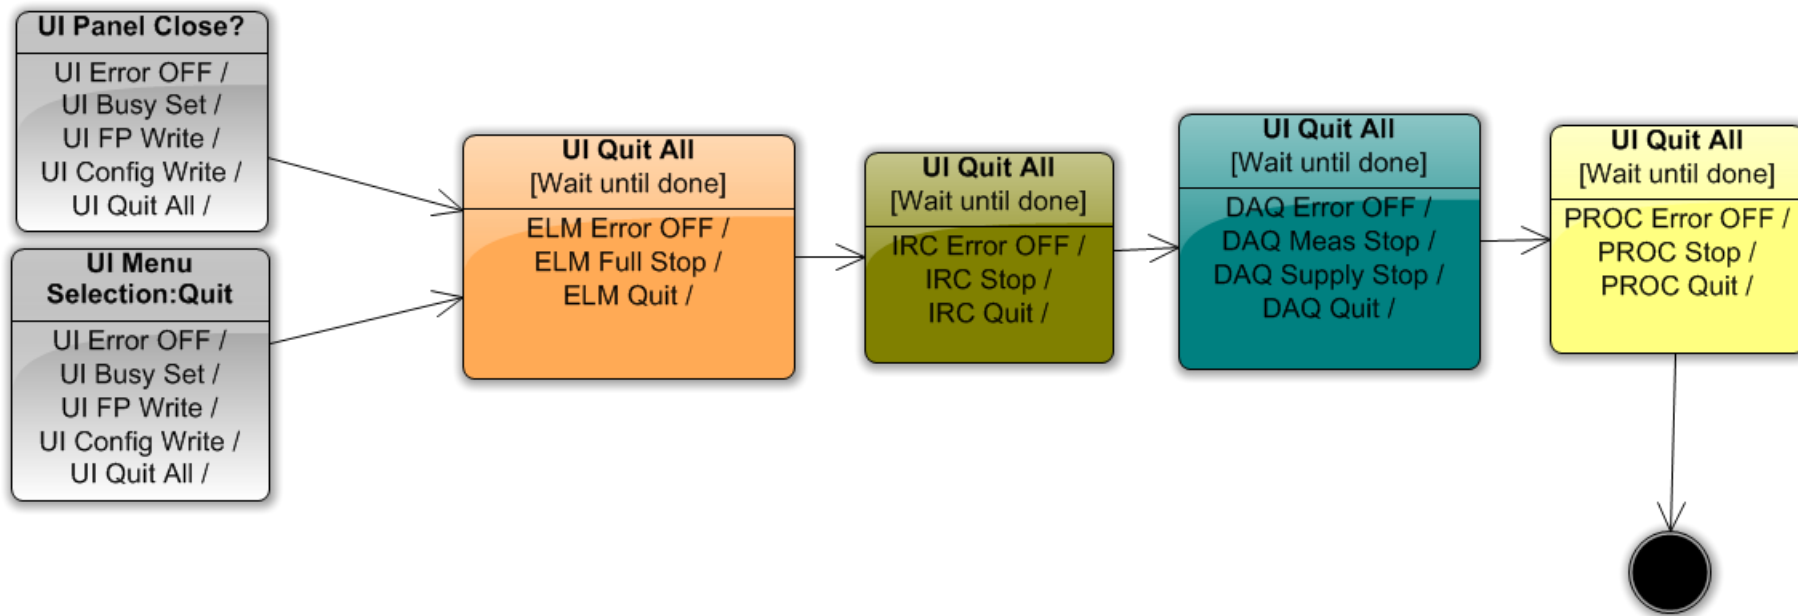 UI Panel Close?
UI Error OFF /
UI Busy Set /
UI FP Write /
UI Config Write /
UI Quit All /
UI Menu
Selection:Quit
UI Error OFF /
UI Busy Set /
UI FP Write /
UI Config Write /
UI Quit All /
UI Quit All
[Wait until done]
ELM Error OFF /
ELM Full Stop /
ELM Quit /
UI Quit All
[Wait until done]
IRC Error OFF /
IRC Stop /
IRC Quit /
UI Quit All
[Wait until done]
DAQ Error OFF /
DAQ Meas Stop /
DAQ Supply Stop /
DAQ Quit /
UI Quit All
[Wait until done]
PROC Error OFF /
PROC Stop /
PROC Quit /